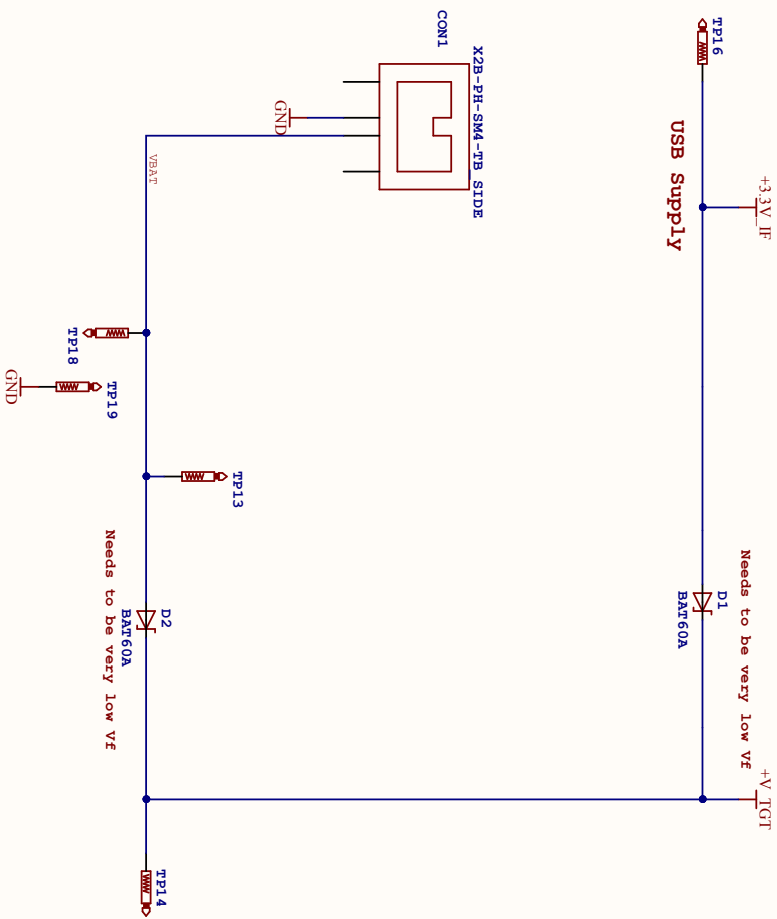 TP16
+3.3V_IF
USB Supply
D1
BAT60A
Needs to be very low Vf
+V_TGT
CON1
X2B-PH-SM4-TB SIDE
GND
VBAT
TP18
GND
TP19
TP13
D2
BAT60A
Needs to be very low Vf
TP14